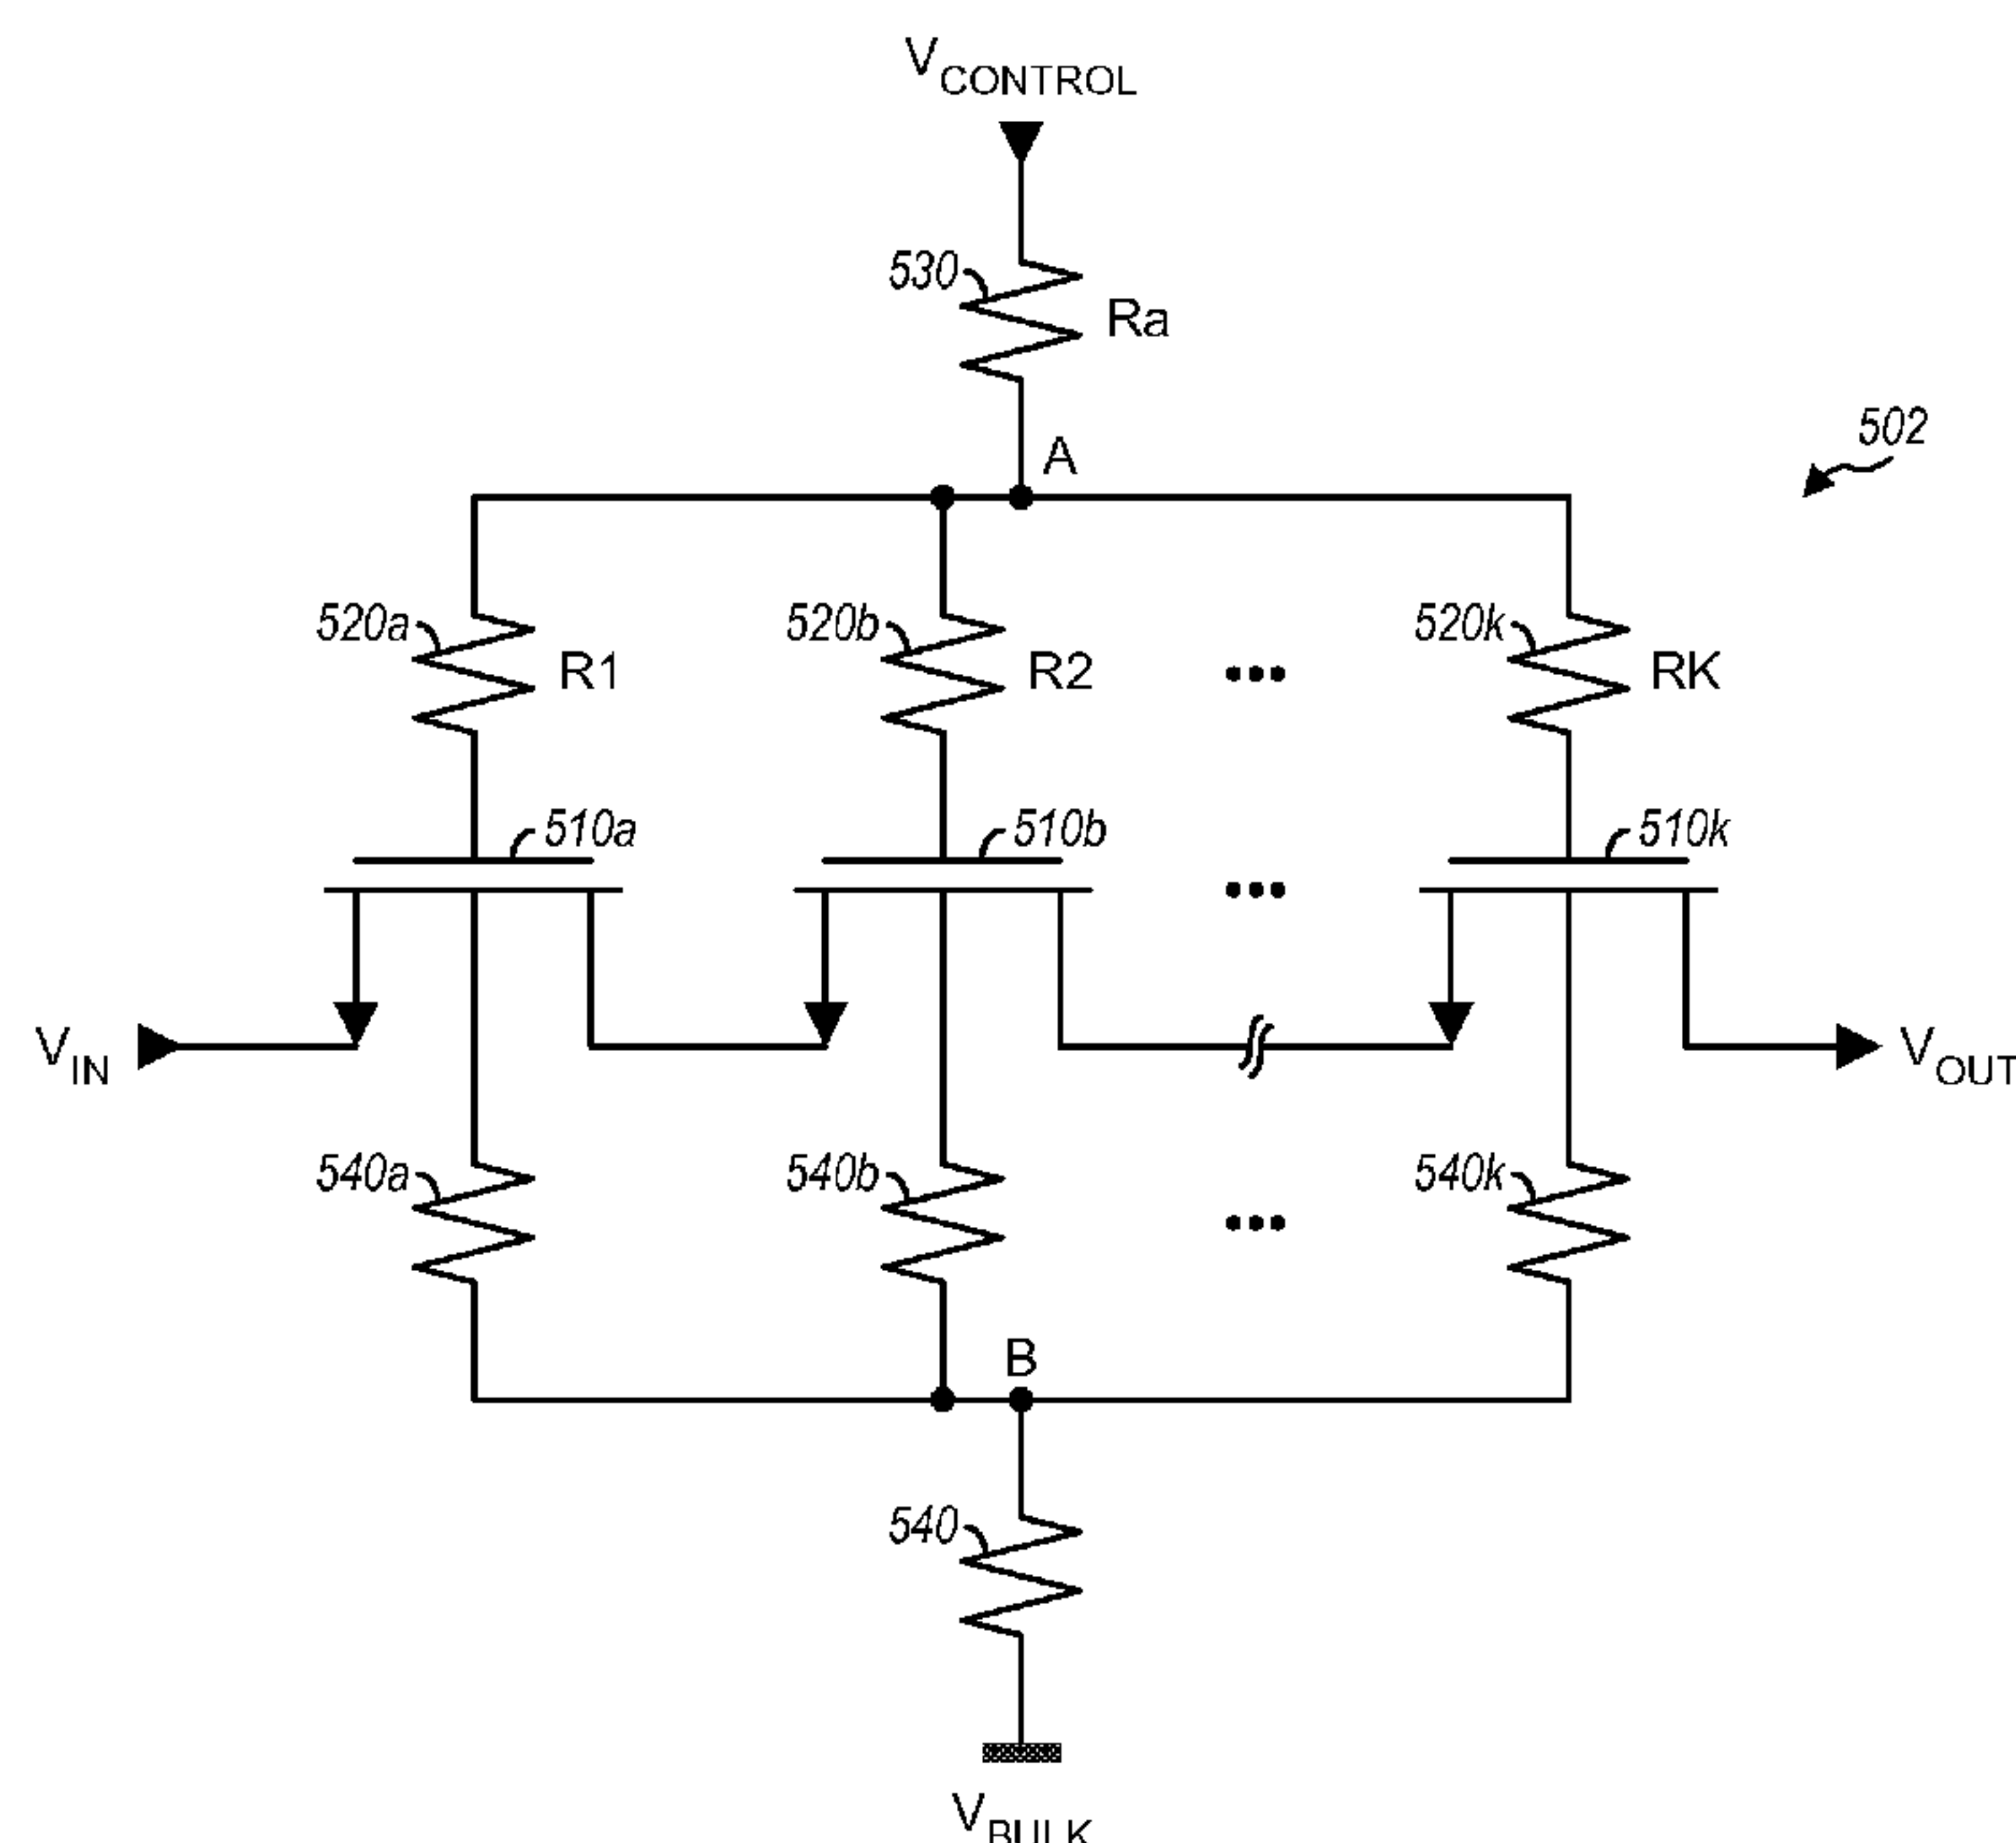 VCONTROL
530
Ra
A
502
520a
R1
520b
R2
520k
RK
510a
510b
510k
VIN
VOUT
540a
540b
540k
B
540
VBULK